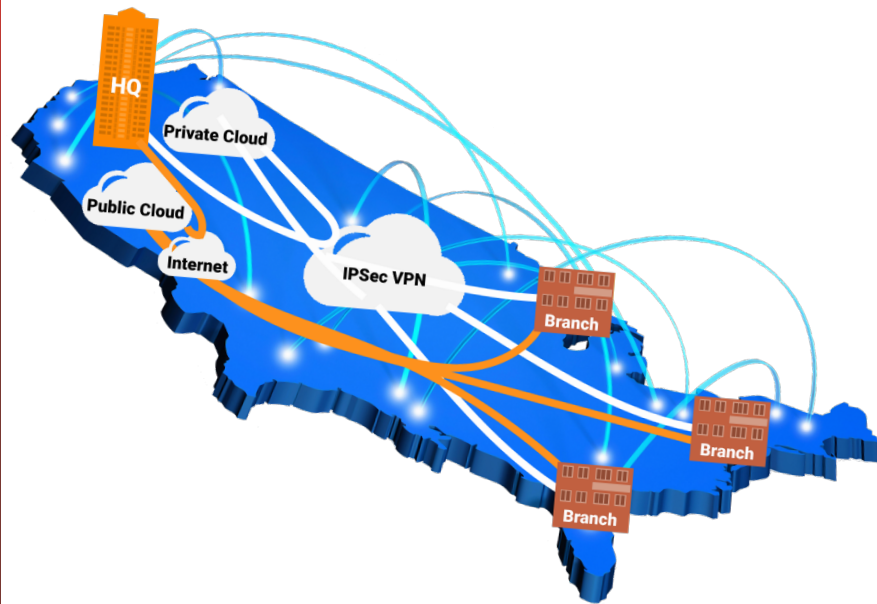 HQ
Private Cloud
Public Cloud
Internet
IPSec VPN
Branch
Branch
Branch